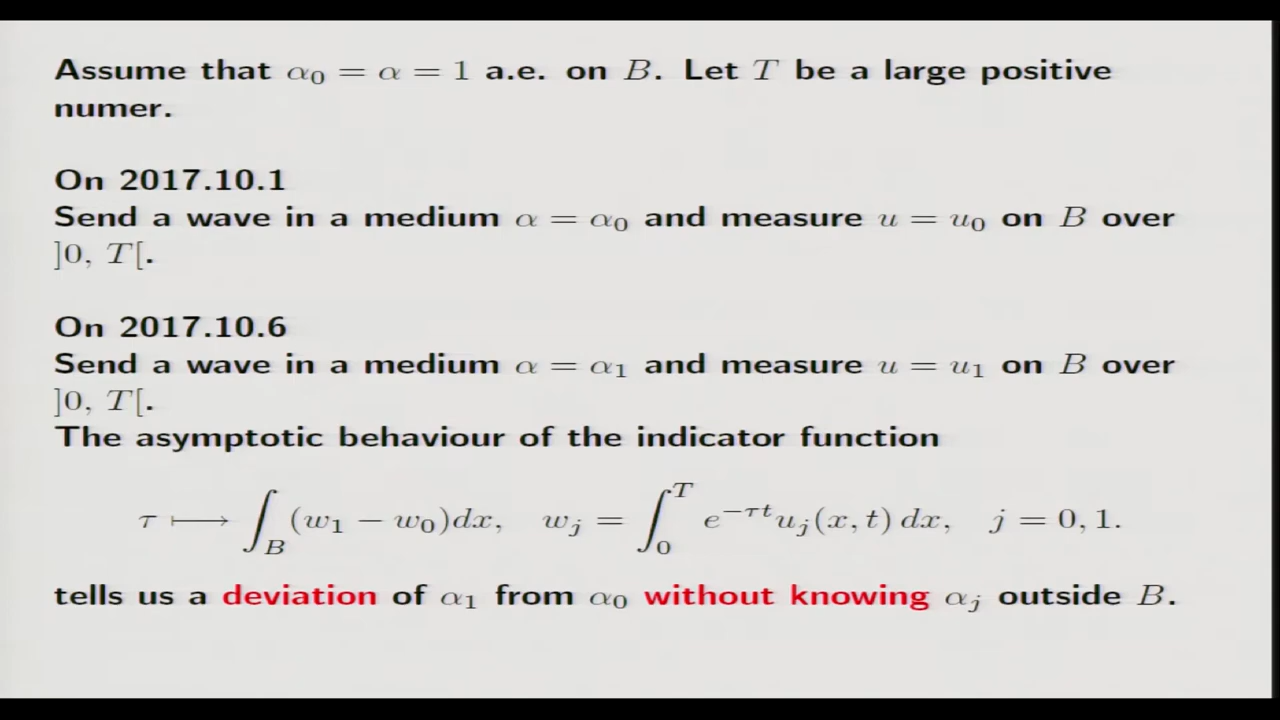 Assume that α₀ = α = 1 a.e. on B. Let T be a large positive
numer.
On 2017.10.1
Send a wave in a medium α = α₀ and measure u = u₀ on B over
]0, T[.
On 2017.10.6
Send a wave in a medium α = α₁ and measure u = u₁ on B over
]0, T[.
The asymptotic behaviour of the indicator function
τ ⟼ ∫_B (w₁ − w₀)dx, w_j = ∫₀^T e^{−τt}u_j(x, t) dx, j = 0, 1.
tells us a deviation of α₁ from α₀ without knowing α_j outside B.